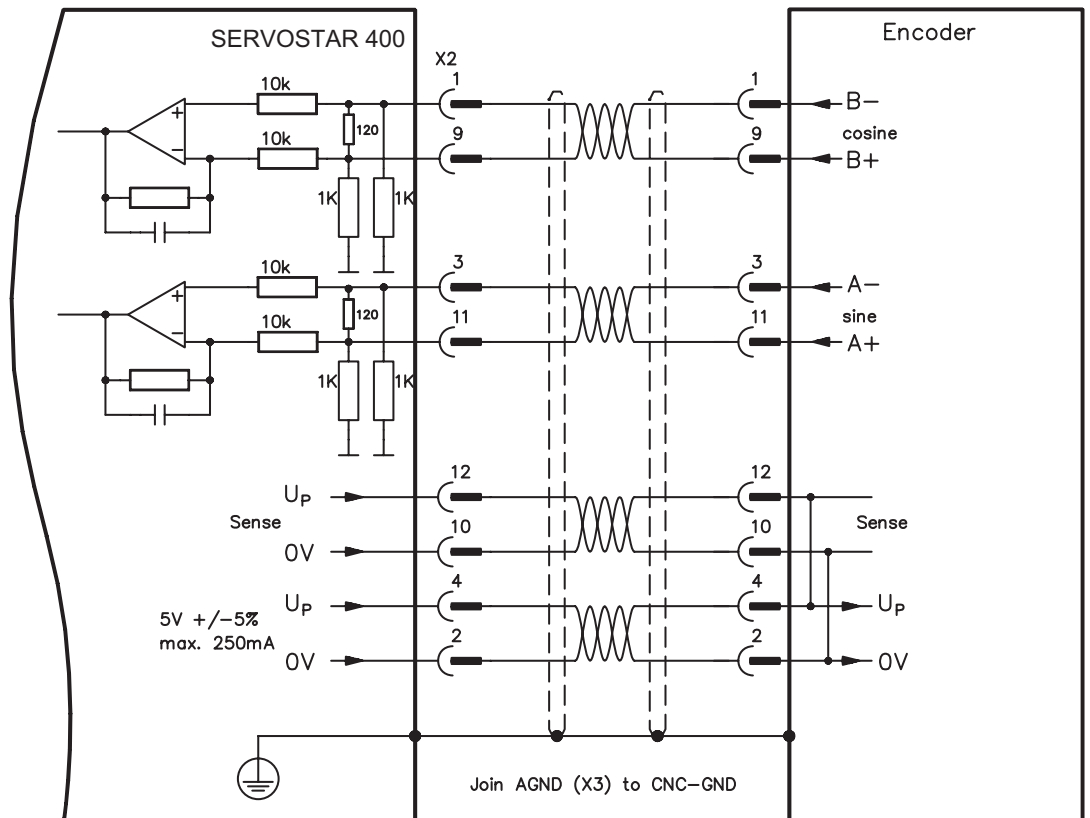 SERVOSTAR 400
Encoder
X2
10k
1
1
B−
120
cosine
10k
9
9
B+
1K
1K
10k
3
3
A−
120
sine
10k
11
11
A+
1K
1K
12
12
UP
Sense
Sense
10
10
0V
4
4
5V +/−5%
UP
UP
max. 250mA
2
2
0V
0V
Join AGND (X3) to CNC−GND